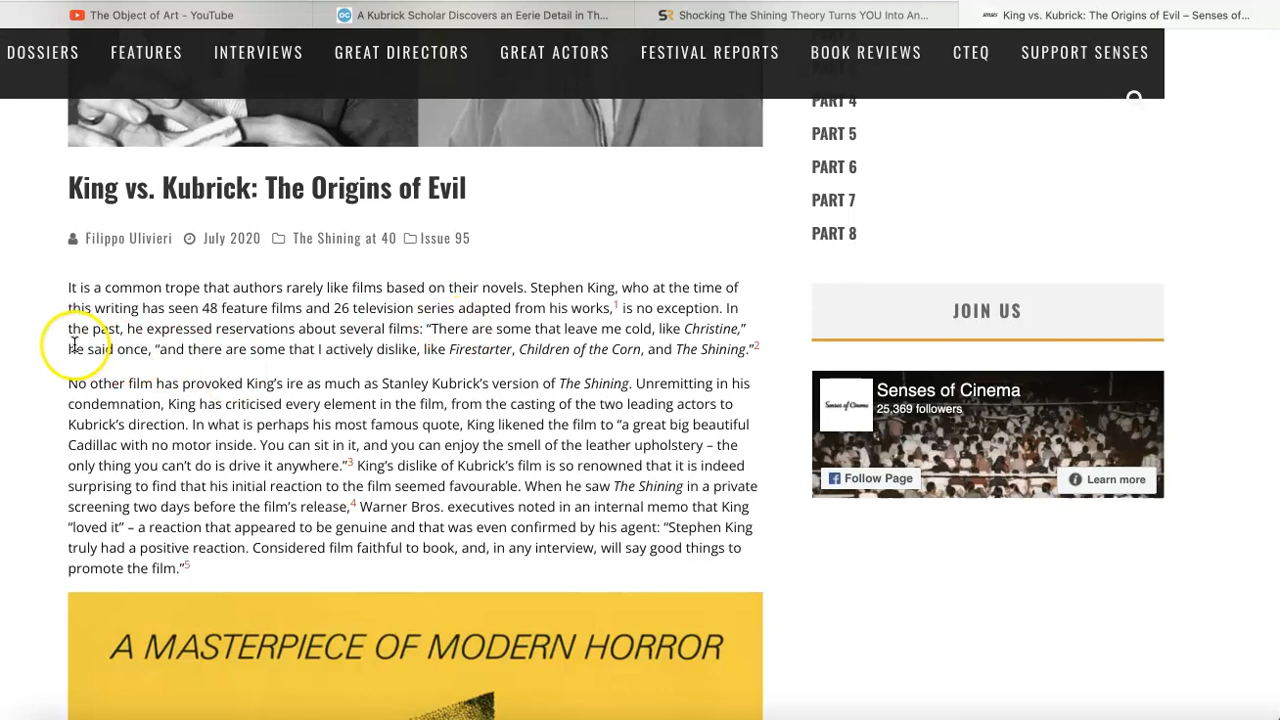 The Object of Art - YouTube
A Kubrick Scholar Discovers an Eerie Detail in Th...
Shocking The Shining Theory Turns YOU Into An...
King vs. Kubrick: The Origins of Evil – Senses of...
DOSSIERS FEATURES INTERVIEWS GREAT DIRECTORS GREAT ACTORS FESTIVAL REPORTS BOOK REVIEWS CTEQ SUPPORT SENSES
King vs. Kubrick: The Origins of Evil
Filippo Ulivieri July 2020 The Shining at 40 Issue 95
It is a common trope that authors rarely like films based on their novels. Stephen King, who at the time of
this writing has seen 48 feature films and 26 television series adapted from his works,1 is no exception. In
the past, he expressed reservations about several films: “There are some that leave me cold, like Christine,”
he said once, “and there are some that I actively dislike, like Firestarter, Children of the Corn, and The Shining.”2
No other film has provoked King’s ire as much as Stanley Kubrick’s version of The Shining. Unremitting in his
condemnation, King has criticised every element in the film, from the casting of the two leading actors to
Kubrick’s direction. In what is perhaps his most famous quote, King likened the film to “a great big beautiful
Cadillac with no motor inside. You can sit in it, and you can enjoy the smell of the leather upholstery – the
only thing you can’t do is drive it anywhere.”3 King’s dislike of Kubrick’s film is so renowned that it is indeed
surprising to find that his initial reaction to the film seemed favourable. When he saw The Shining in a private
screening two days before the film’s release,4 Warner Bros. executives noted in an internal memo that King
“loved it” – a reaction that appeared to be genuine and that was even confirmed by his agent: “Stephen King
truly had a positive reaction. Considered film faithful to book, and, in any interview, will say good things to
promote the film.”5
A MASTERPIECE OF MODERN HORROR
PART 4
PART 5
PART 6
PART 7
PART 8
JOIN US
Senses of Cinema
Senses of Cinema
25,369 followers
Follow Page
Learn more